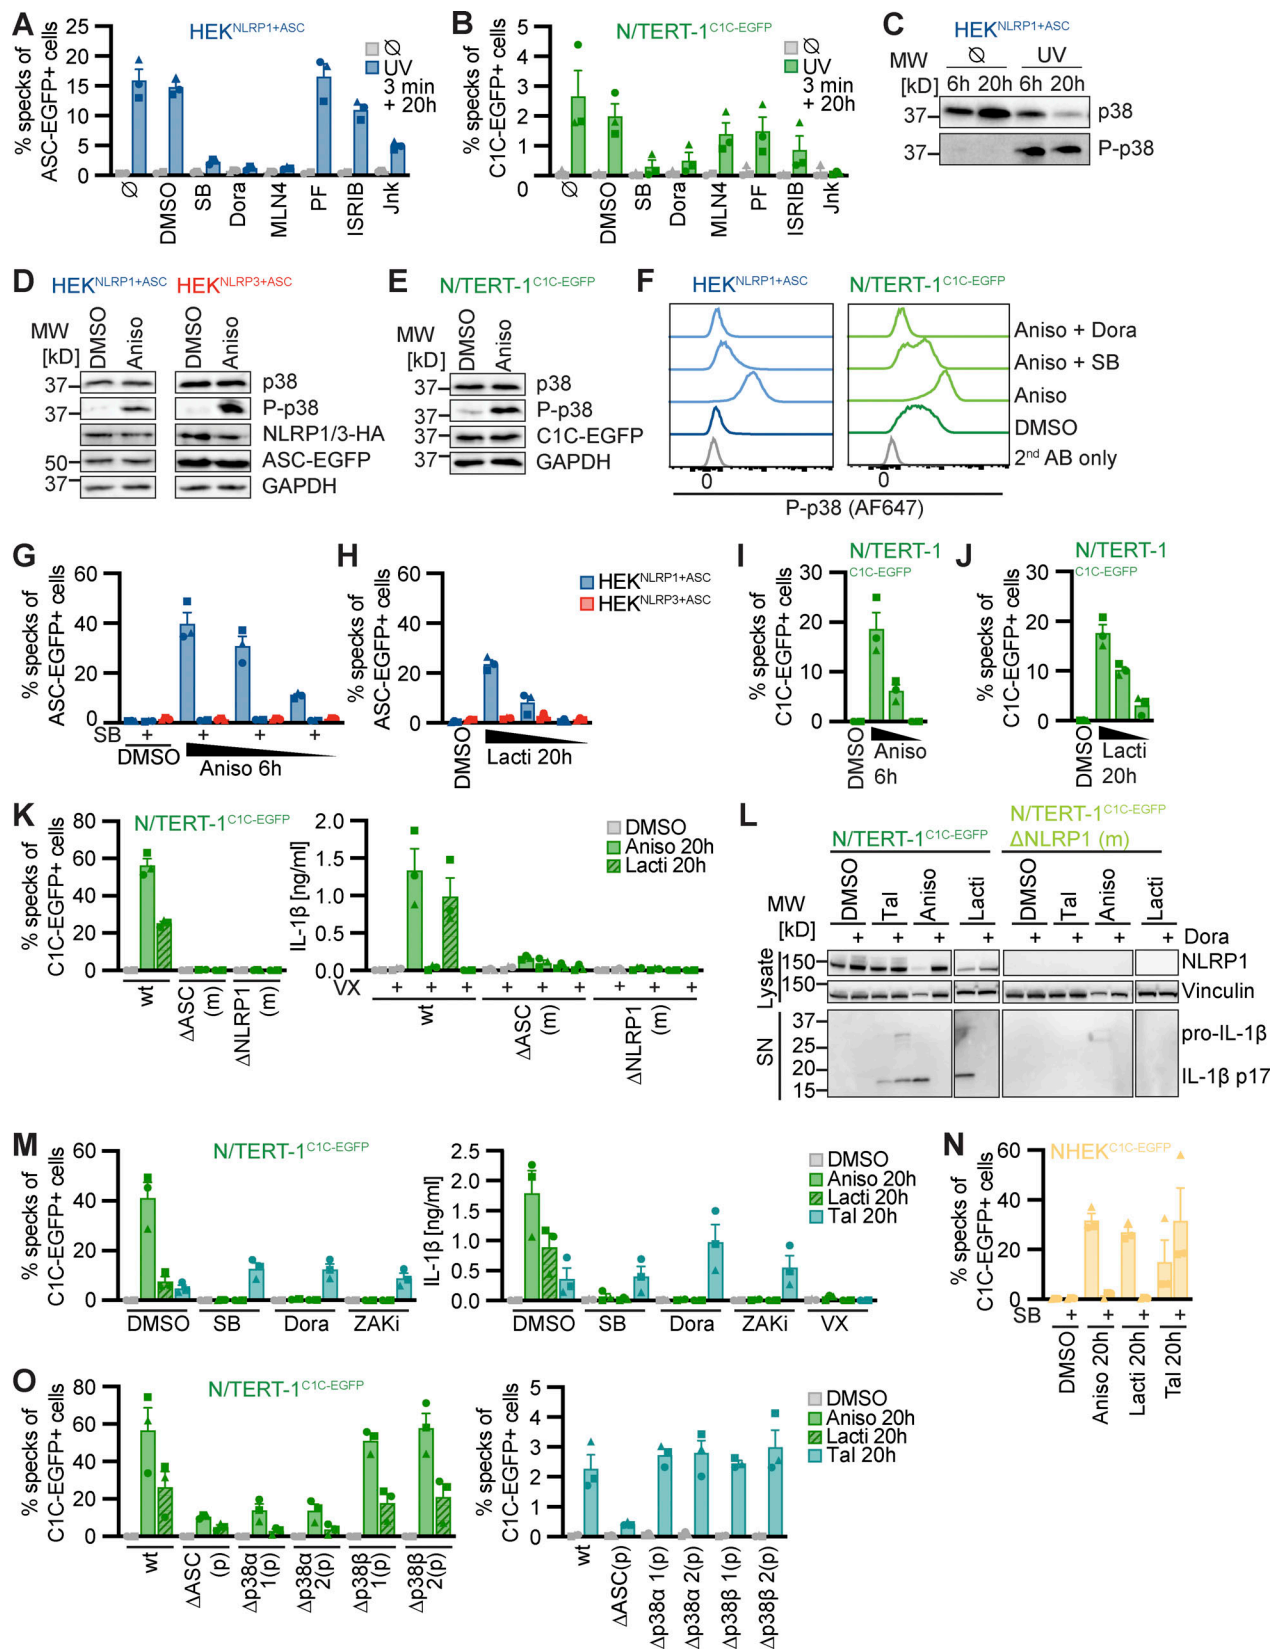 A
HEK^NLRP1+ASC
% specks of
ASC-EGFP+ cells
25
20
15
10
5
0
Ø
UV
3 min
+ 20h
Ø
DMSO
SB
Dora
MLN4
PF
ISRIB
Jnk
B
N/TERT-1^C1C-EGFP
% specks of
C1C-EGFP+ cells
5
4
3
2
1
0
Ø
UV
3 min
+ 20h
Ø
DMSO
SB
Dora
MLN4
PF
ISRIB
Jnk
C
HEK^NLRP1+ASC
MW
[kD]
Ø UV
6h 20h 6h 20h
37 p38
37 P-p38
D
HEK^NLRP1+ASC HEK^NLRP3+ASC
MW
[kD]
DMSO Aniso DMSO Aniso
37 p38
37 P-p38
NLRP1/3-HA
50 ASC-EGFP
37 GAPDH
E
N/TERT-1^C1C-EGFP
MW
[kD]
DMSO Aniso
37 p38
37 P-p38
37 C1C-EGFP
37 GAPDH
F
HEK^NLRP1+ASC N/TERT-1^C1C-EGFP
Aniso + Dora
Aniso + SB
Aniso
DMSO
2nd AB only
0 0
P-p38 (AF647)
G
% specks of
ASC-EGFP+ cells
60
40
20
0
SB + + + +
DMSO
Aniso 6h
H
% specks of
ASC-EGFP+ cells
60
40
20
0
HEK^NLRP1+ASC
HEK^NLRP3+ASC
DMSO
Lacti 20h
I
N/TERT-1
C1C-EGFP
% specks of
C1C-EGFP+ cells
30
20
10
0
DMSO
Aniso
6h
J
N/TERT-1
C1C-EGFP
% specks of
C1C-EGFP+ cells
30
20
10
0
DMSO
Lacti
20h
K
N/TERT-1^C1C-EGFP
% specks of
C1C-EGFP+ cells
80
60
40
20
0
wt
ΔASC
(m)
ΔNLRP1
(m)
IL-1β [ng/ml]
2.0
1.5
1.0
0.5
0.0
DMSO
Aniso 20h
Lacti 20h
VX + + + + + + + + +
wt
ΔASC
(m)
ΔNLRP1
(m)
L
N/TERT-1^C1C-EGFP
N/TERT-1^C1C-EGFP
ΔNLRP1 (m)
MW
[kD]
DMSO Tal Aniso Lacti DMSO Tal Aniso Lacti
+ + + + + + + + Dora
Lysate
150 NLRP1
150 Vinculin
SN
37
25 pro-IL-1β
20
15 IL-1β p17
M
N/TERT-1^C1C-EGFP
% specks of
C1C-EGFP+ cells
60
40
20
0
DMSO SB Dora ZAKi
IL-1β [ng/ml]
2.5
2.0
1.5
1.0
0.5
0.0
DMSO
Aniso 20h
Lacti 20h
Tal 20h
DMSO SB Dora ZAKi VX
N
NHEK^C1C-EGFP
% specks of
C1C-EGFP+ cells
60
40
20
0
SB + + + +
DMSO
Aniso 20h
Lacti 20h
Tal 20h
O
N/TERT-1^C1C-EGFP
% specks of
C1C-EGFP+ cells
80
60
40
20
0
wt
ΔASC
(p)
Δp38α
1(p)
Δp38α
2(p)
Δp38β
1(p)
Δp38β
2(p)
% specks of
C1C-EGFP+ cells
5
4
3
2
1
0
DMSO
Aniso 20h
Lacti 20h
Tal 20h
wt
ΔASC(p)
Δp38α 1(p)
Δp38α 2(p)
Δp38β 1(p)
Δp38β 2(p)